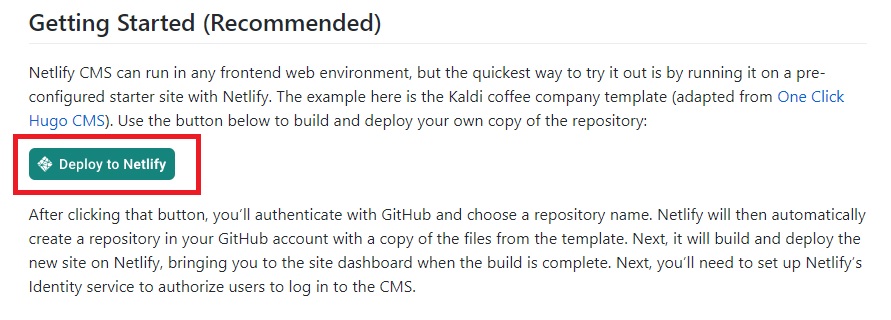 Getting Started (Recommended)
Netlify CMS can run in any frontend web environment, but the quickest way to try it out is by running it on a pre-
configured starter site with Netlify. The example here is the Kaldi coffee company template (adapted from One Click
Hugo CMS). Use the button below to build and deploy your own copy of the repository:
Deploy to Netlify
After clicking that button, you’ll authenticate with GitHub and choose a repository name. Netlify will then automatically
create a repository in your GitHub account with a copy of the files from the template. Next, it will build and deploy the
new site on Netlify, bringing you to the site dashboard when the build is complete. Next, you’ll need to set up Netlify’s
Identity service to authorize users to log in to the CMS.